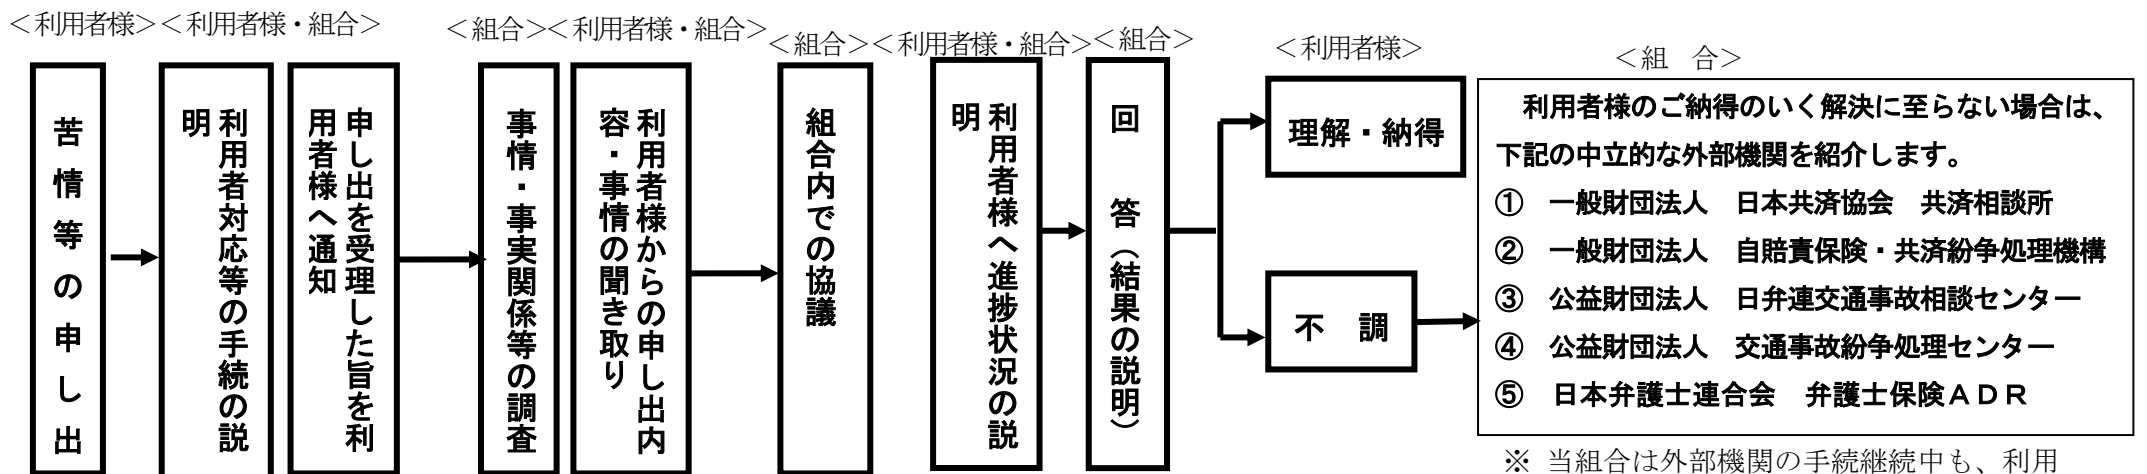 ＜利用者様＞＜利用者様・組合＞
＜組合＞＜利用者様・組合＞
＜組合＞＜利用者様・組合＞＜組合＞
＜利用者様＞
＜組　合＞
苦情等の申し出
利用者対応等の手続の説
明
申し出を受理した旨を利
用者様へ通知
事情・事実関係等の調査
利用者様からの申し出内
容・事情の聞き取り
組合内での協議
利用者様へ進捗状況の説
明
回　答（結果の説明）
理解・納得
不　調
利用者様のご納得のいく解決に至らない場合は、
下記の中立的な外部機関を紹介します。
①　一般財団法人　日本共済協会　共済相談所
②　一般財団法人　自賠責保険・共済紛争処理機構
③　公益財団法人　日弁連交通事故相談センター
④　公益財団法人　交通事故紛争処理センター
⑤　日本弁護士連合会　弁護士保険ＡＤＲ
※ 当組合は外部機関の手続継続中も、利用